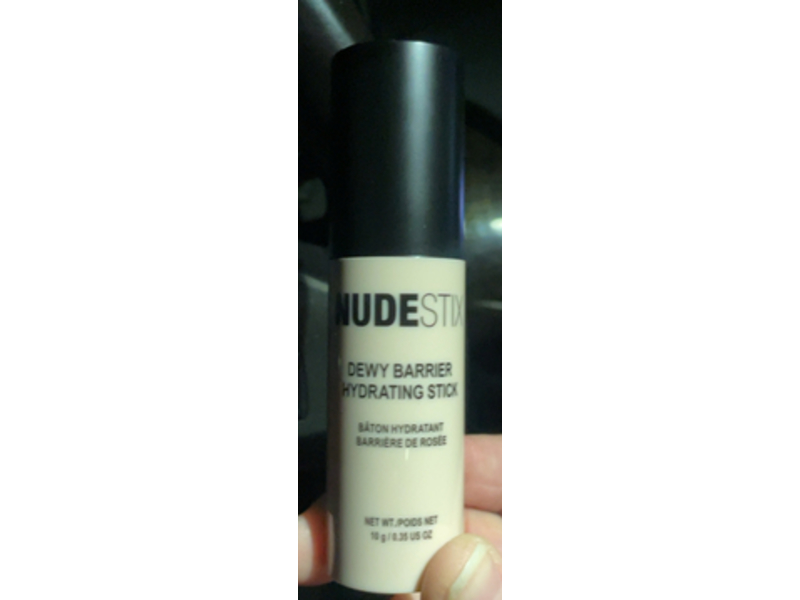 NUDESTIX
DEWY BARRIER
HYDRATING STICK
BÂTON HYDRATANT
BARRIÈRE DE ROSÉE
NET WT./POIDS NET
10 g / 0.35 US OZ